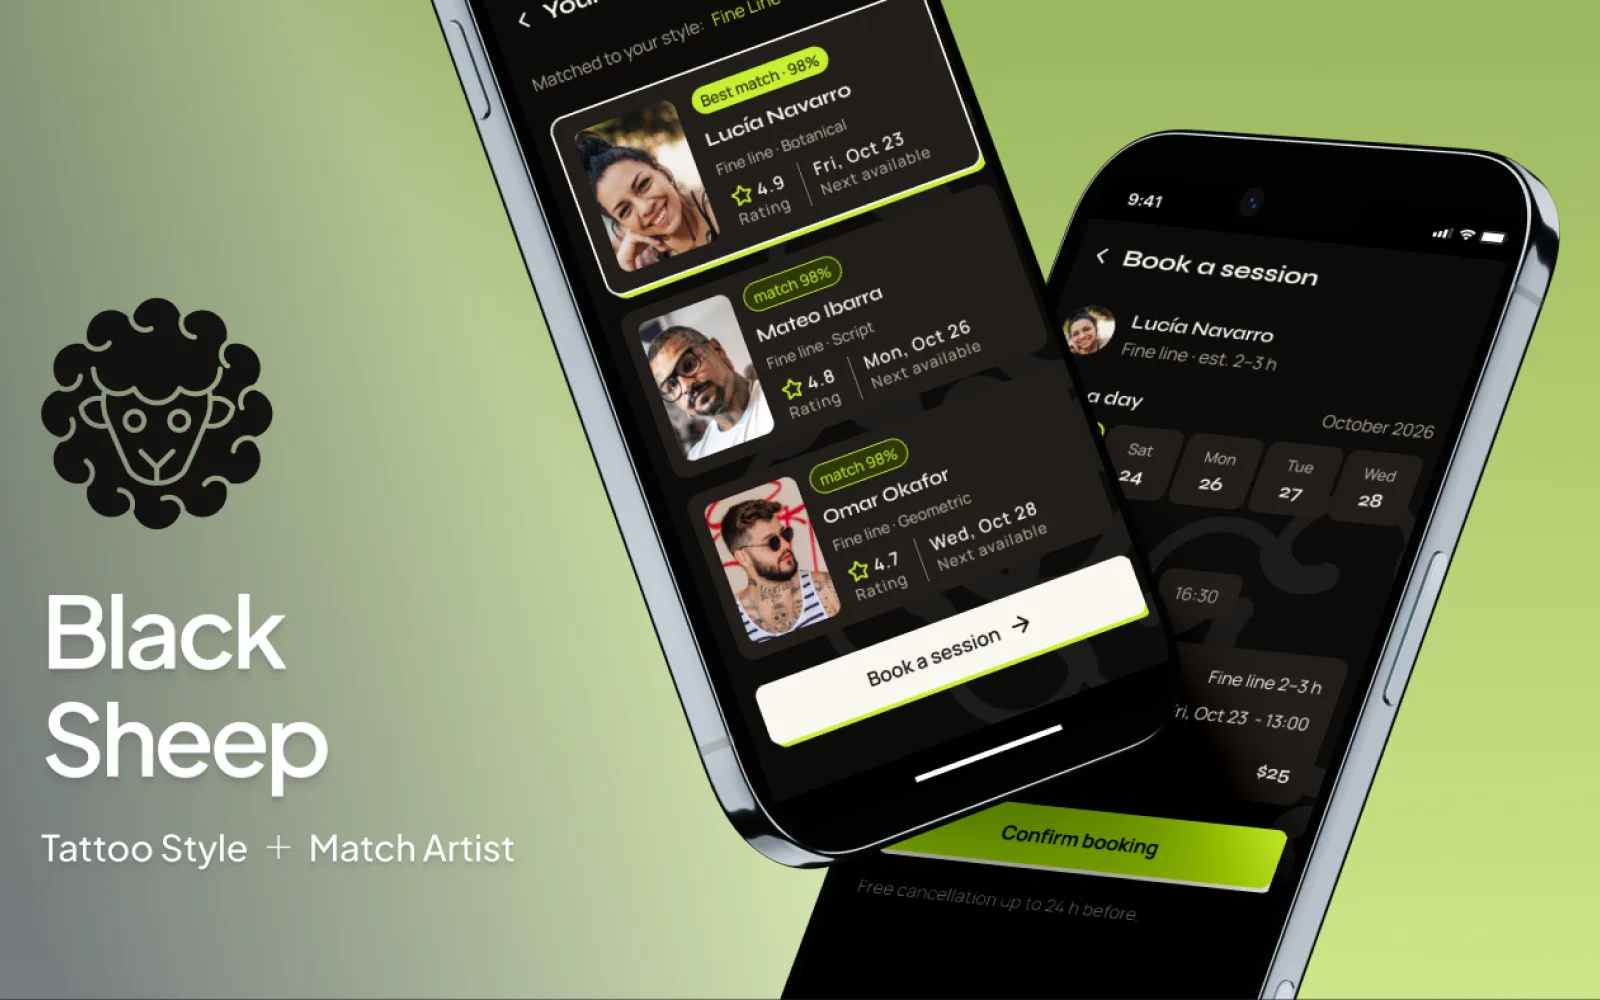 Black
Sheep
Tattoo Style + Match Artist
Matched to your style: Fine Line
Best match · 98%
Lucía Navarro
Fine line · Botanical
4.9
Rating
Fri, Oct 23
Next available
match 98%
Mateo Ibarra
Fine line · Script
4.8
Rating
Mon, Oct 26
Next available
match 98%
Omar Okafor
Fine line · Geometric
4.7
Rating
Wed, Oct 28
Next available
Book a session
9:41
Book a session
Lucía Navarro
Fine line · est. 2-3 h
a day
October 2026
Sat
24
Mon
26
Tue
27
Wed
28
16:30
Fine line 2-3 h
ri, Oct 23 - 13:00
$25
Confirm booking
Free cancellation up to 24 h before.